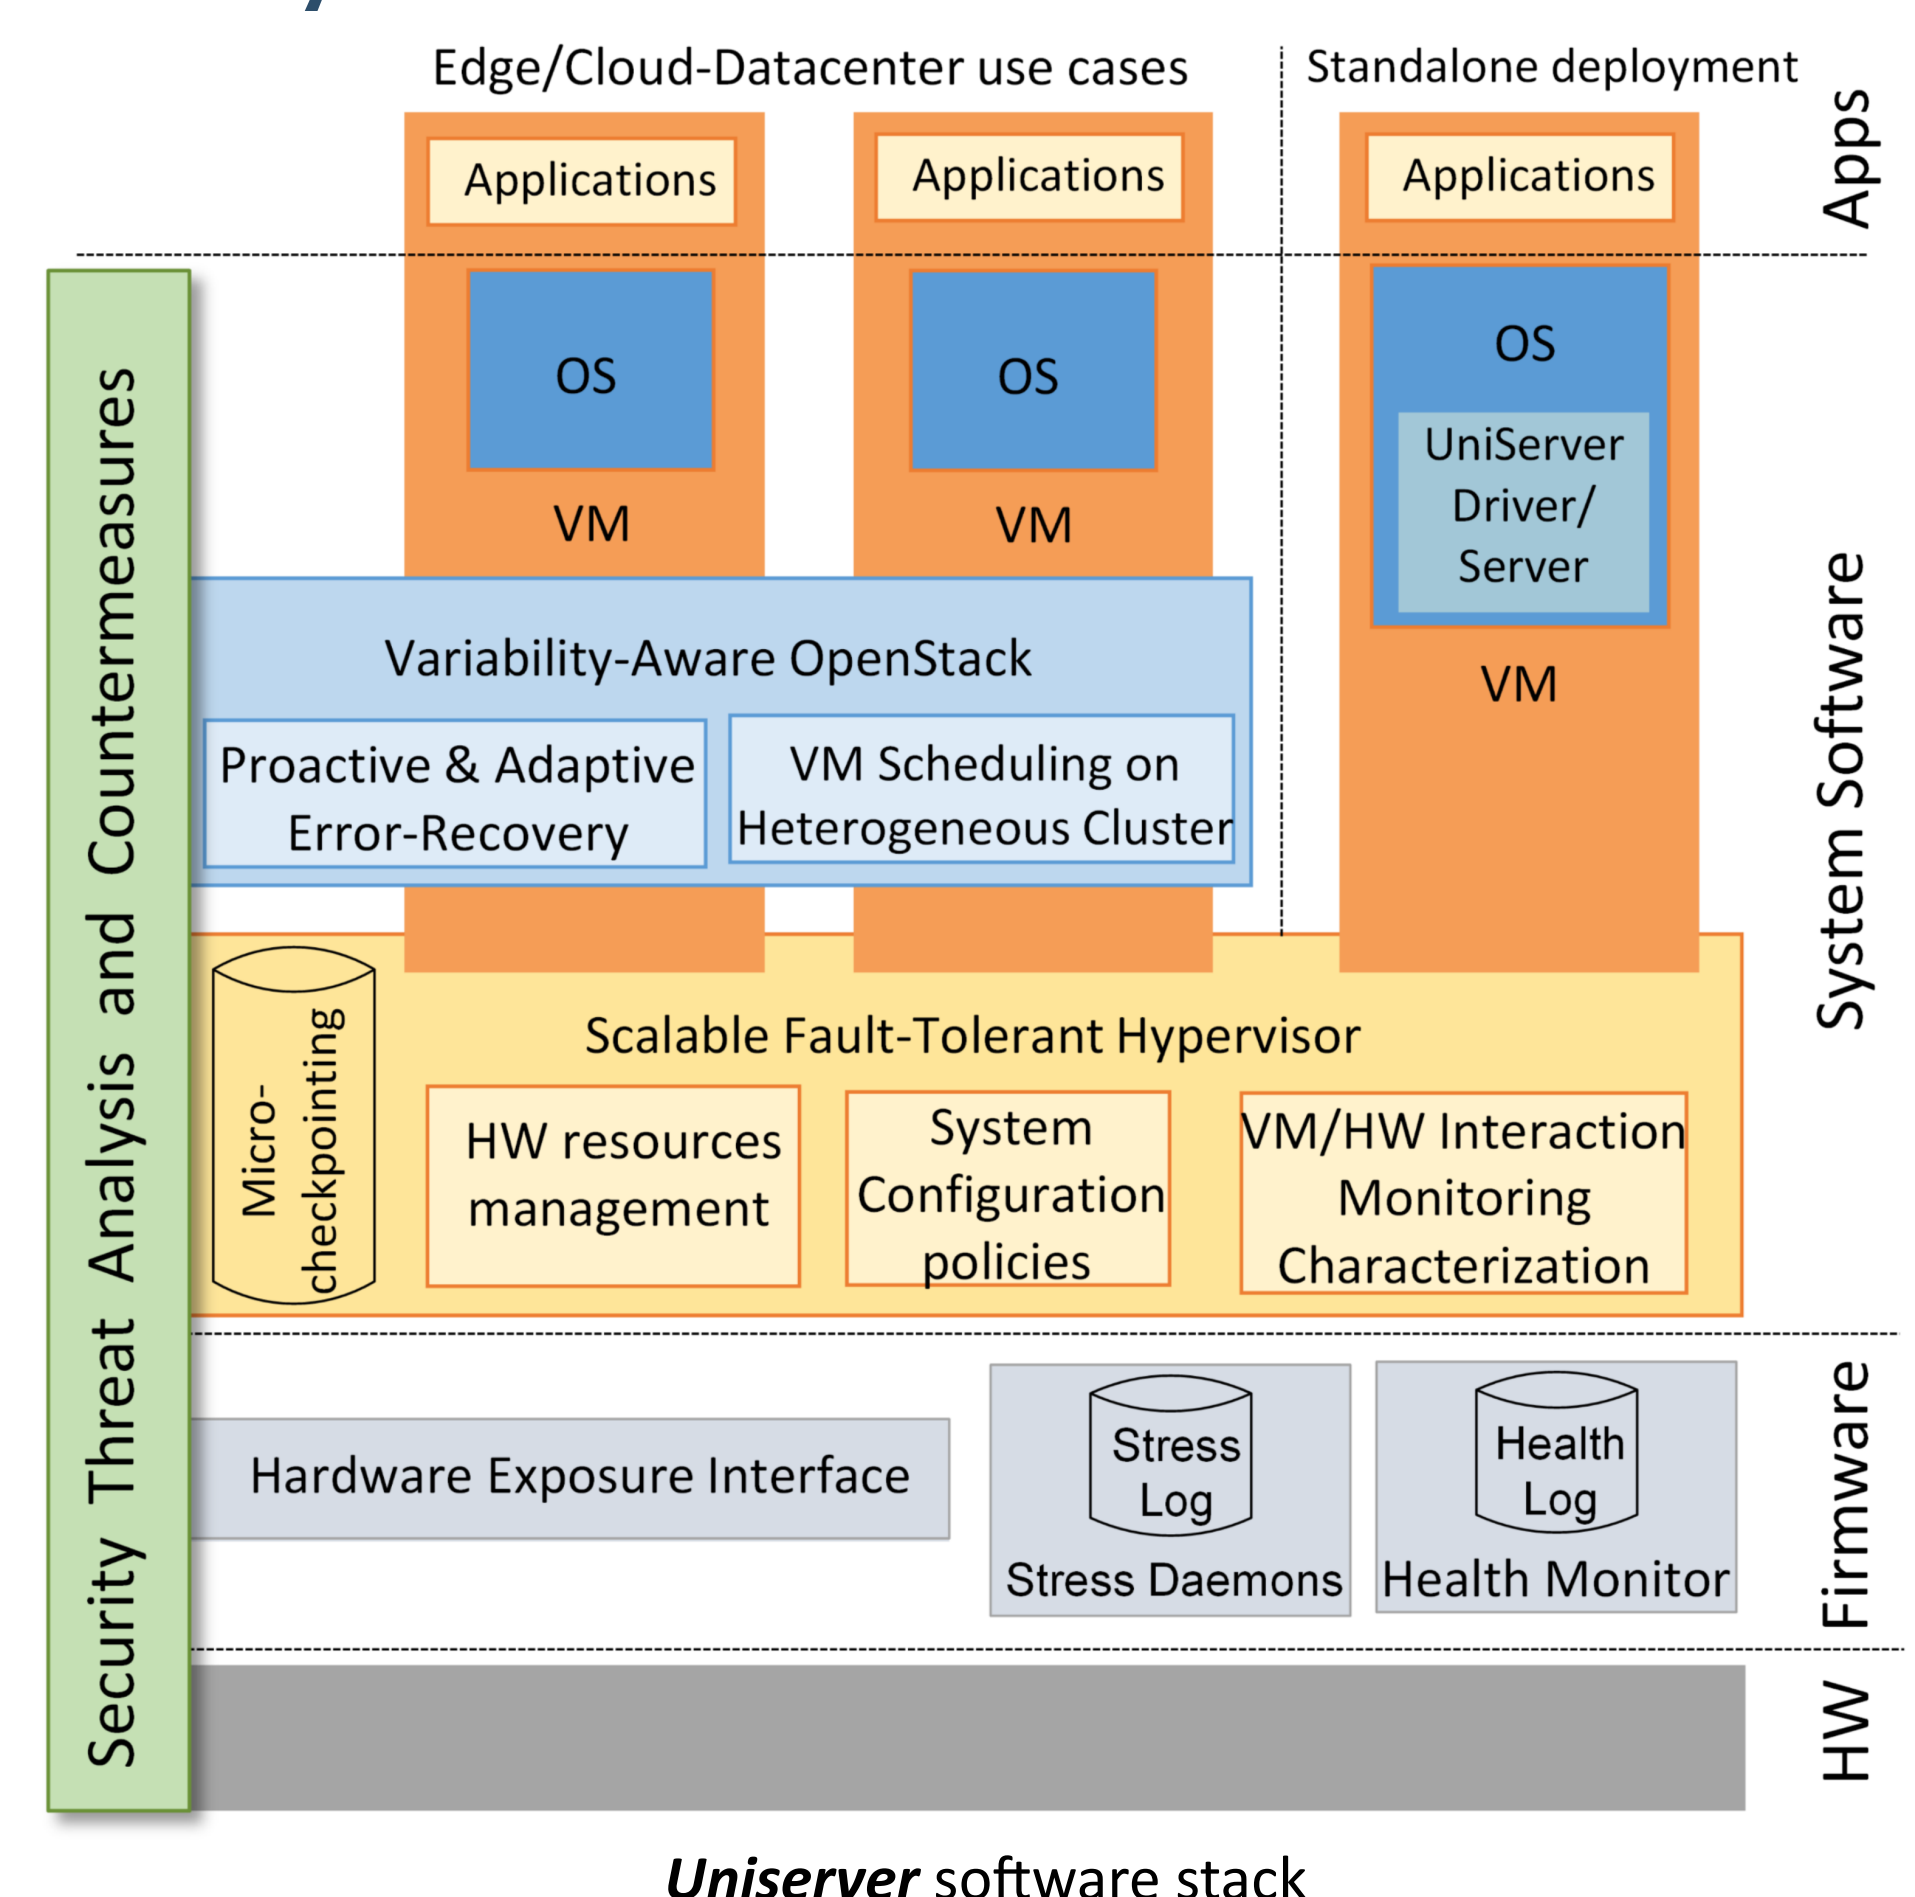 Edge/Cloud-Datacenter use cases
Standalone deployment
Apps
Applications
Applications
Applications
OS
OS
OS
UniServer
Driver/
Server
VM
VM
VM
System Software
Security Threat Analysis and Countermeasures
Variability-Aware OpenStack
Proactive & Adaptive
Error-Recovery
VM Scheduling on
Heterogeneous Cluster
Scalable Fault-Tolerant Hypervisor
Micro-
checkpointing
HW resources
management
System
Configuration
policies
VM/HW Interaction
Monitoring
Characterization
Firmware
Hardware Exposure Interface
Stress
Log
Stress Daemons
Health
Log
Health Monitor
HW
Uniserver software stack